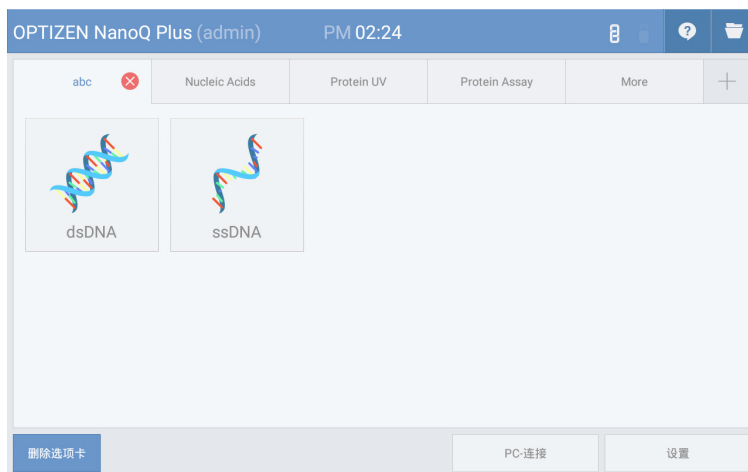 OPTIZEN NanoQ Plus (admin) PM 02:24
abc Nucleic Acids Protein UV Protein Assay More
dsDNA ssDNA
删除选项卡 PC-连接 设置